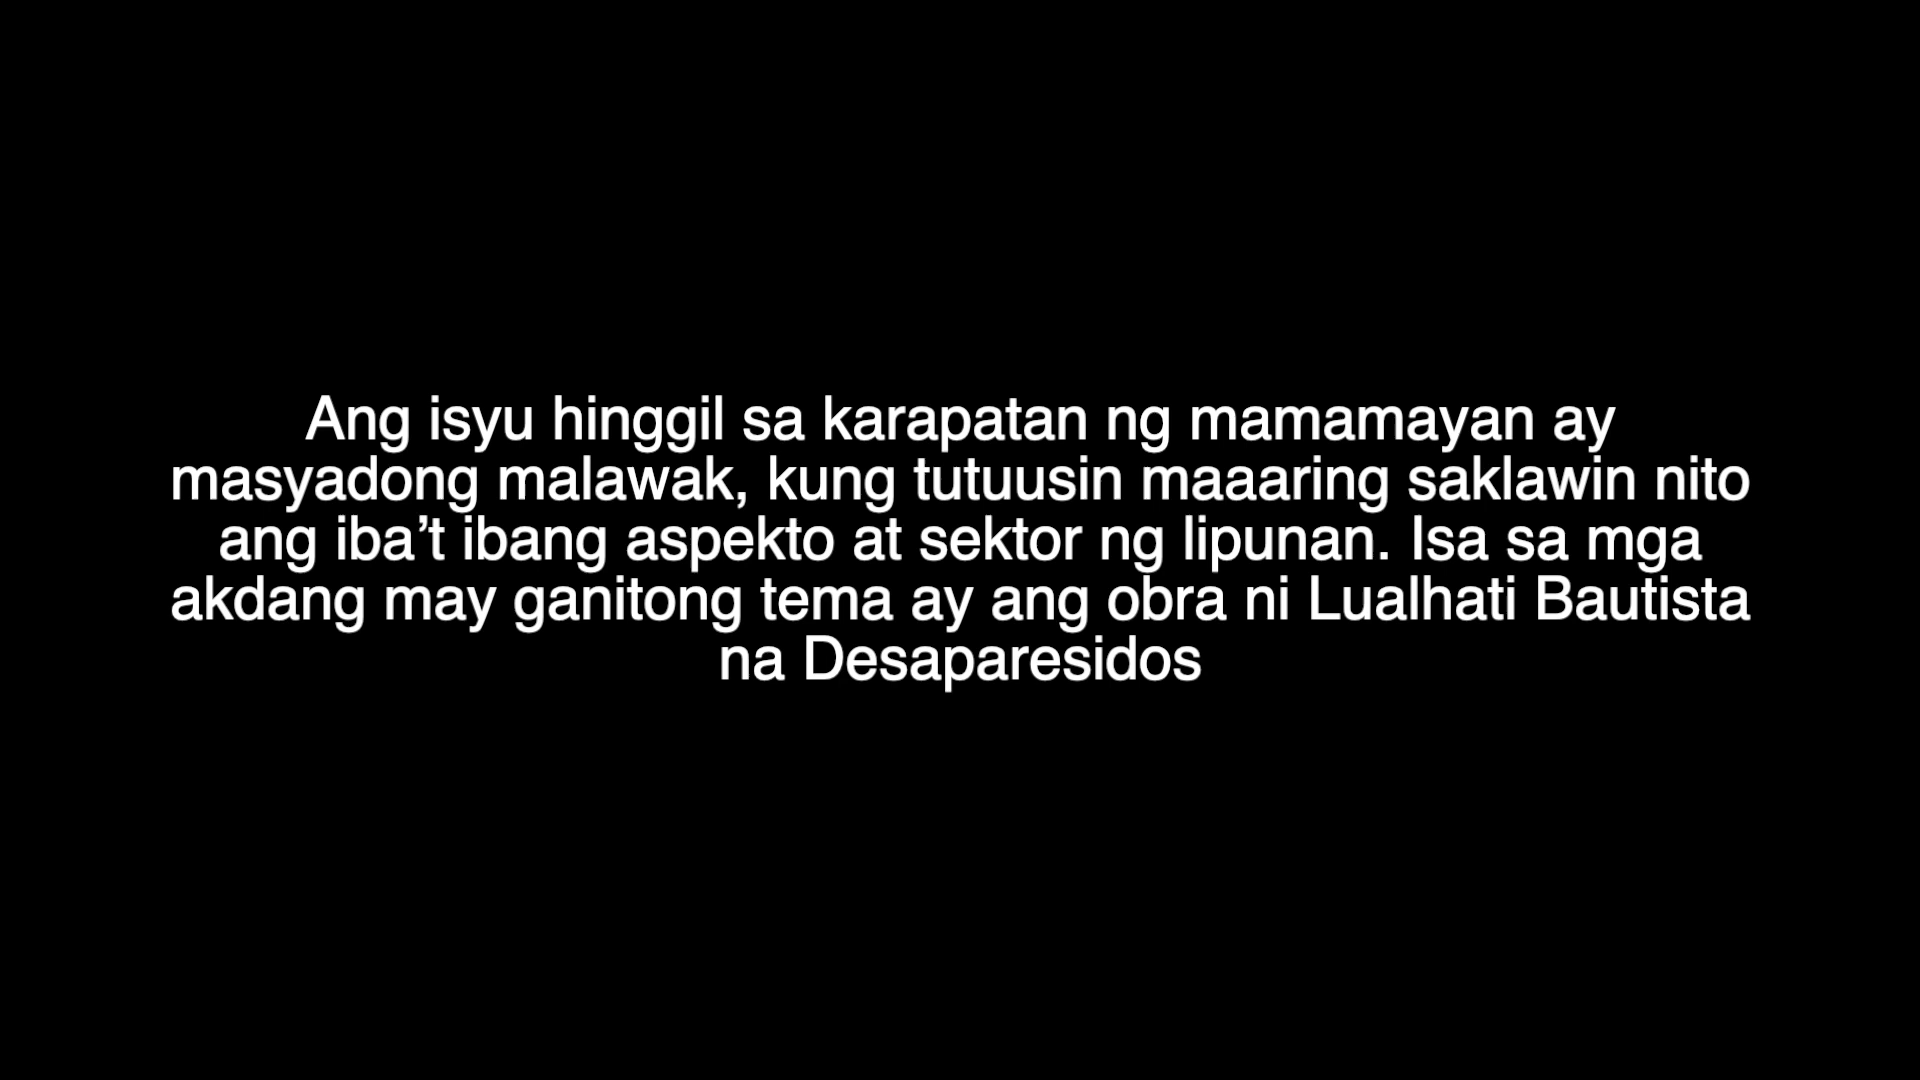 Ang isyu hinggil sa karapatan ng mamamayan ay
masyadong malawak, kung tutuusin maaaring saklawin nito
ang iba’t ibang aspekto at sektor ng lipunan. Isa sa mga
akdang may ganitong tema ay ang obra ni Lualhati Bautista
na Desaparesidos